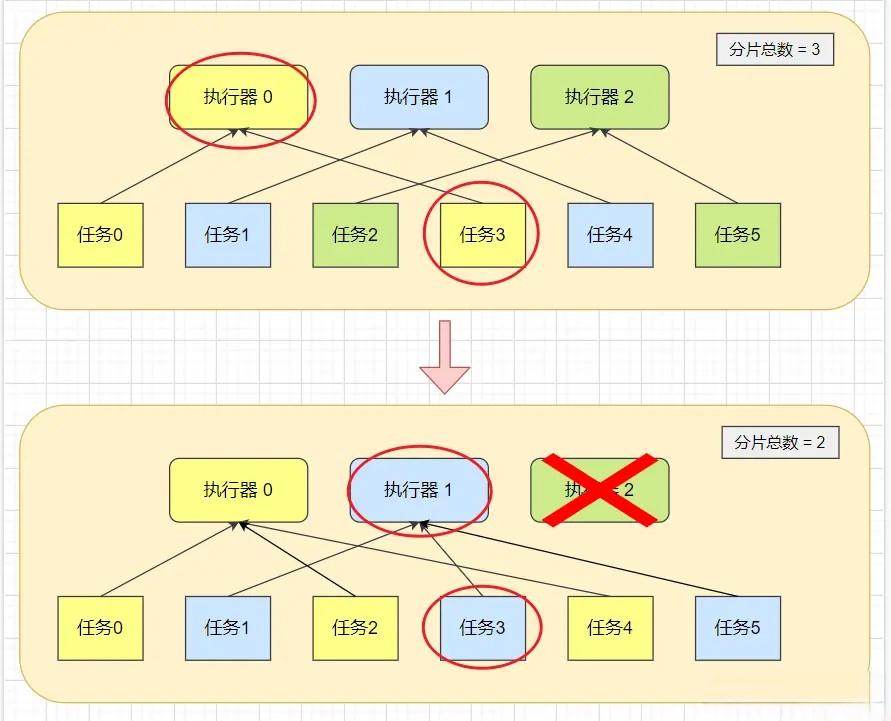 分片总数 = 3
执行器 0
执行器 1
执行器 2
任务0
任务1
任务2
任务3
任务4
任务5
分片总数 = 2
执行器 0
执行器 1
执 2
任务0
任务1
任务2
任务3
任务4
任务5